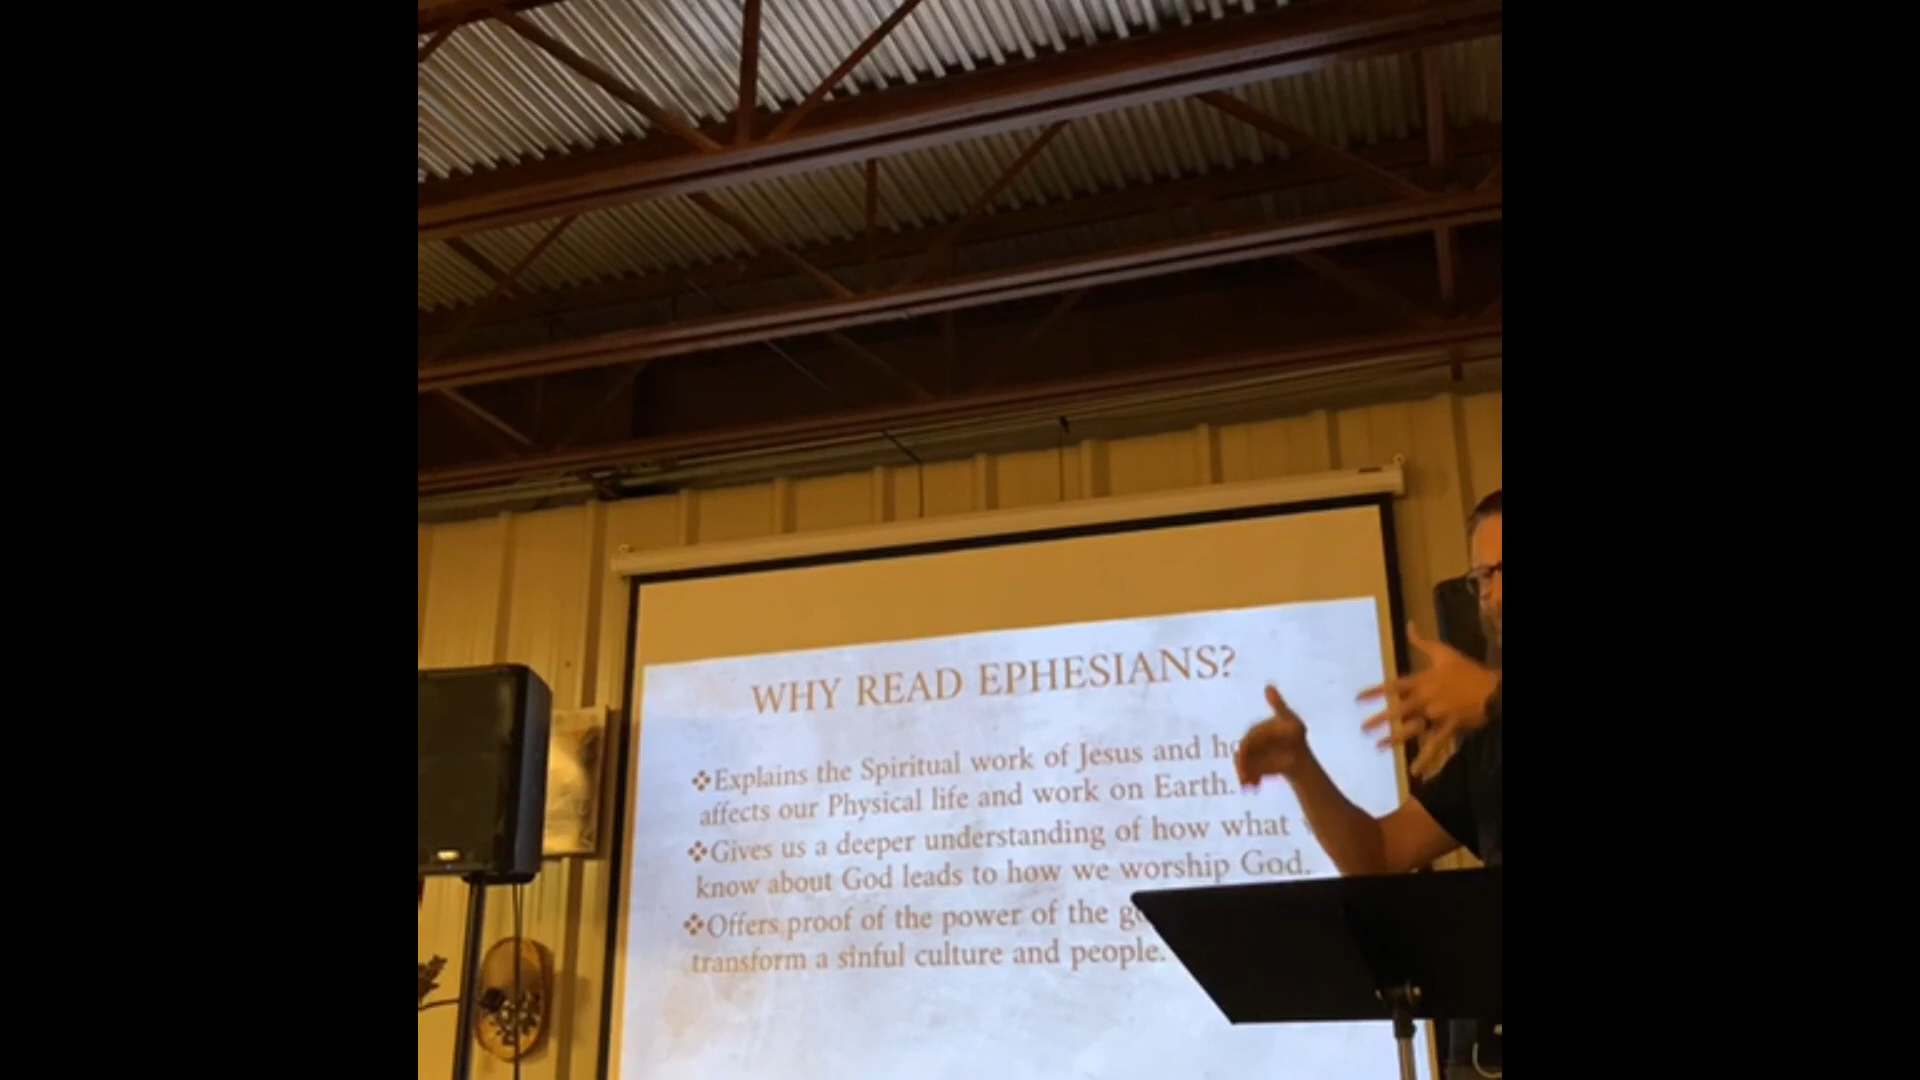 WHY READ EPHESIANS?
❖Explains the Spiritual work of Jesus and
affects our Physical life and work on Earth.
❖Gives us a deeper understanding of how what
know about God leads to how we worship God.
❖Offers proof of the power of the
transform a sinful culture and people.